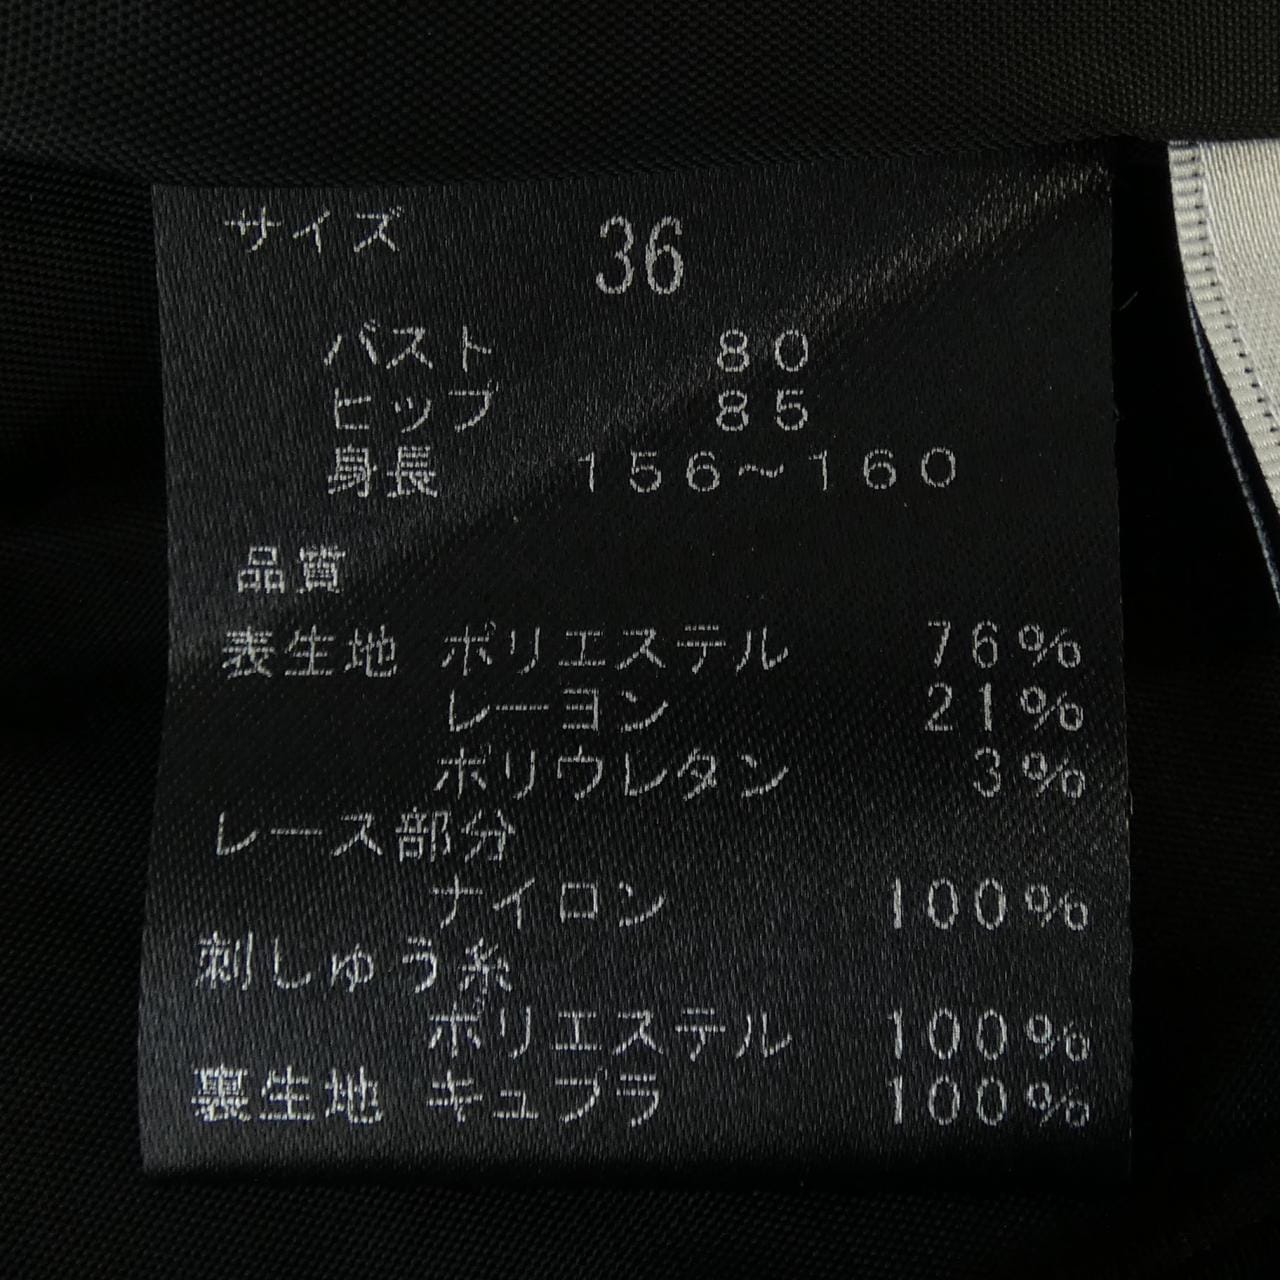 サイズ 36
バスト 80
ヒップ 85
身長 156～160
品質
表生地 ポリエステル 76%
レーヨン 21%
ポリウレタン 3%
レース部分
ナイロン 100%
刺しゅう糸
ポリエステル 100%
裏生地 キュプラ 100%